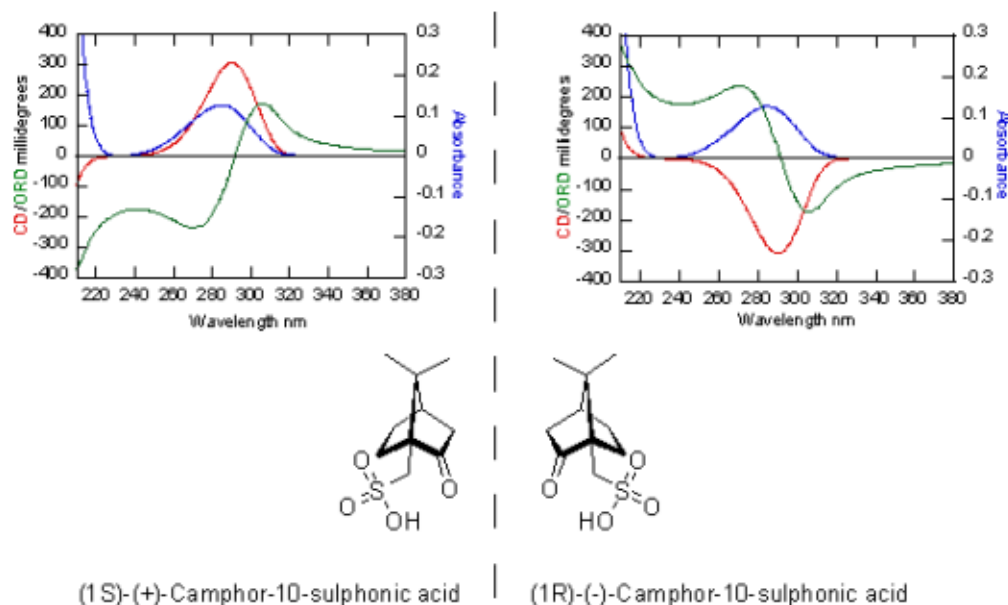 400
300
200
100
0
-100
-200
-300
-400
CD/ORD millidegrees
0.3
0.2
0.1
0
-0.1
-0.2
-0.3
Absorbance
220 240 260 280 300 320 340 360 380
Wavelength nm
400
300
200
100
0
-100
-200
-300
-400
CD/ORD millidegrees
0.3
0.2
0.1
0
-0.1
-0.2
-0.3
Absorbance
220 240 260 280 300 320 340 360 380
Wavelength nm
O
O S O
O OH
O O
S O
HO O
(1S)-(+)-Camphor-10-sulphonic acid
(1R)-(-)-Camphor-10-sulphonic acid